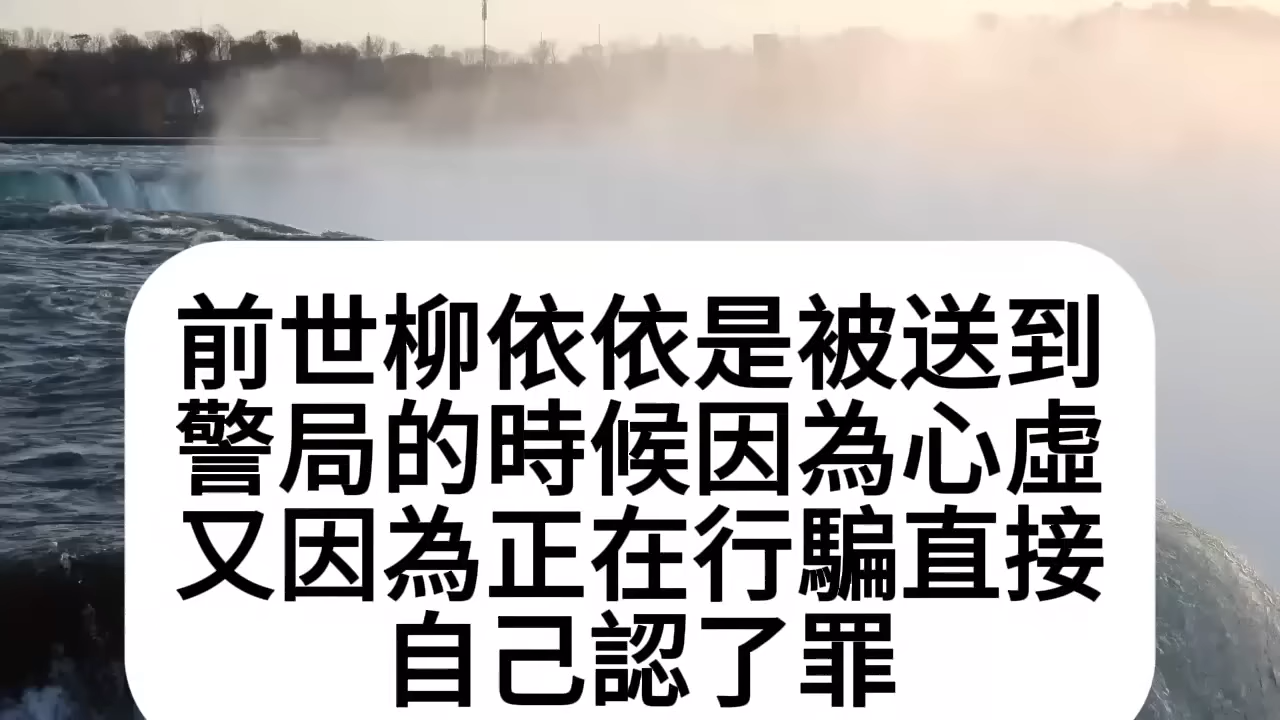 前世柳依依是被送到
警局的時候因為心虛
又因為正在行騙直接
自己認了罪